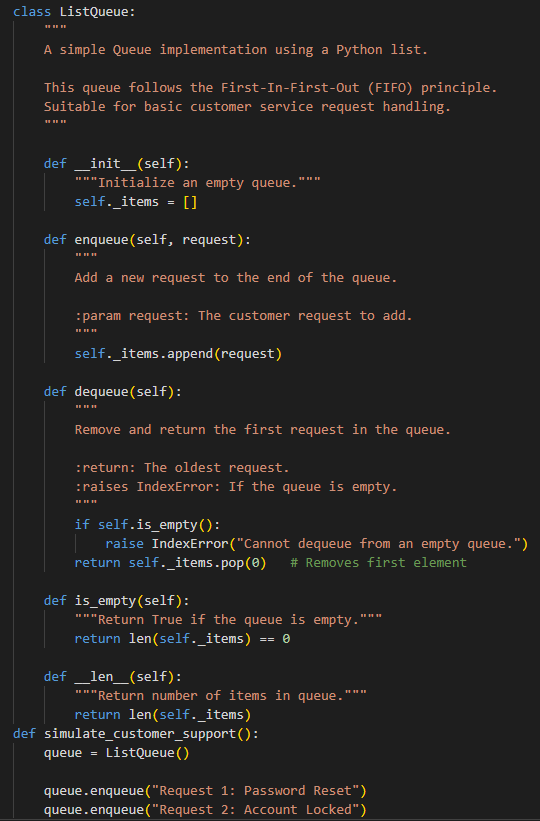 class ListQueue:
    """
    A simple Queue implementation using a Python list.

    This queue follows the First-In-First-Out (FIFO) principle.
    Suitable for basic customer service request handling.
    """

    def __init__(self):
        """Initialize an empty queue."""
        self._items = []

    def enqueue(self, request):
        """
        Add a new request to the end of the queue.

        :param request: The customer request to add.
        """
        self._items.append(request)

    def dequeue(self):
        """
        Remove and return the first request in the queue.

        :return: The oldest request.
        :raises IndexError: If the queue is empty.
        """
        if self.is_empty():
            raise IndexError("Cannot dequeue from an empty queue.")
        return self._items.pop(0)   # Removes first element

    def is_empty(self):
        """Return True if the queue is empty."""
        return len(self._items) == 0

    def __len__(self):
        """Return number of items in queue."""
        return len(self._items)
def simulate_customer_support():
    queue = ListQueue()

    queue.enqueue("Request 1: Password Reset")
    queue.enqueue("Request 2: Account Locked")